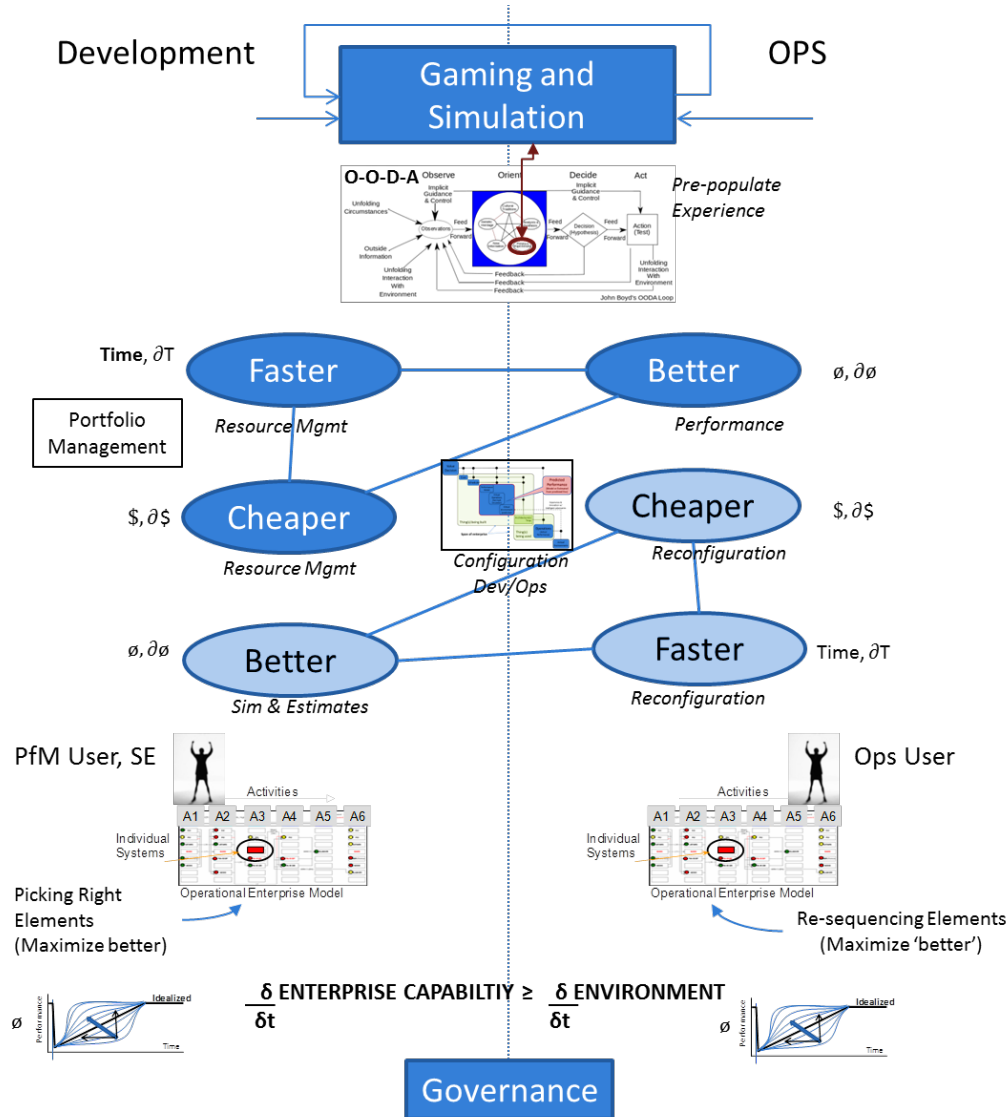 Development
OPS
Gaming and
Simulation
O-O-D-A
Observe
Orient
Decide
Act
Implicit
Guidance
& Control
Implicit
Guidance
& Control
Unfolding
Circumstances
Observations
Feed
Forward
Feed
Forward
Decision
(Hypothesis)
Feed
Forward
Action
(Test)
Outside
Information
Unfolding
Interaction
With
Environment
Unfolding
Interaction
With
Environment
Feedback
Feedback
Feedback
John Boyd's OODA Loop
Pre-populate
Experience
Time, ∂T
Faster
Resource Mgmt
Better
Performance
ø, ∂ø
Portfolio
Management
$, ∂$
Cheaper
Resource Mgmt
Predicted
Performance
Configuration
Dev/Ops
Cheaper
Reconfiguration
$, ∂$
ø, ∂ø
Better
Sim & Estimates
Faster
Reconfiguration
Time, ∂T
PfM User, SE
Activities
A1 A2 A3 A4 A5 A6
Individual
Systems
Operational Enterprise Model
Picking Right
Elements
(Maximize better)
Ops User
Activities
A1 A2 A3 A4 A5 A6
Individual
Systems
Operational Enterprise Model
Re-sequencing Elements
(Maximize 'better')
ø
Performance
Idealized
Time
δ ENTERPRISE CAPABILTIY ≥ δ ENVIRONMENT
δt δt
ø
Performance
Idealized
Time
Governance